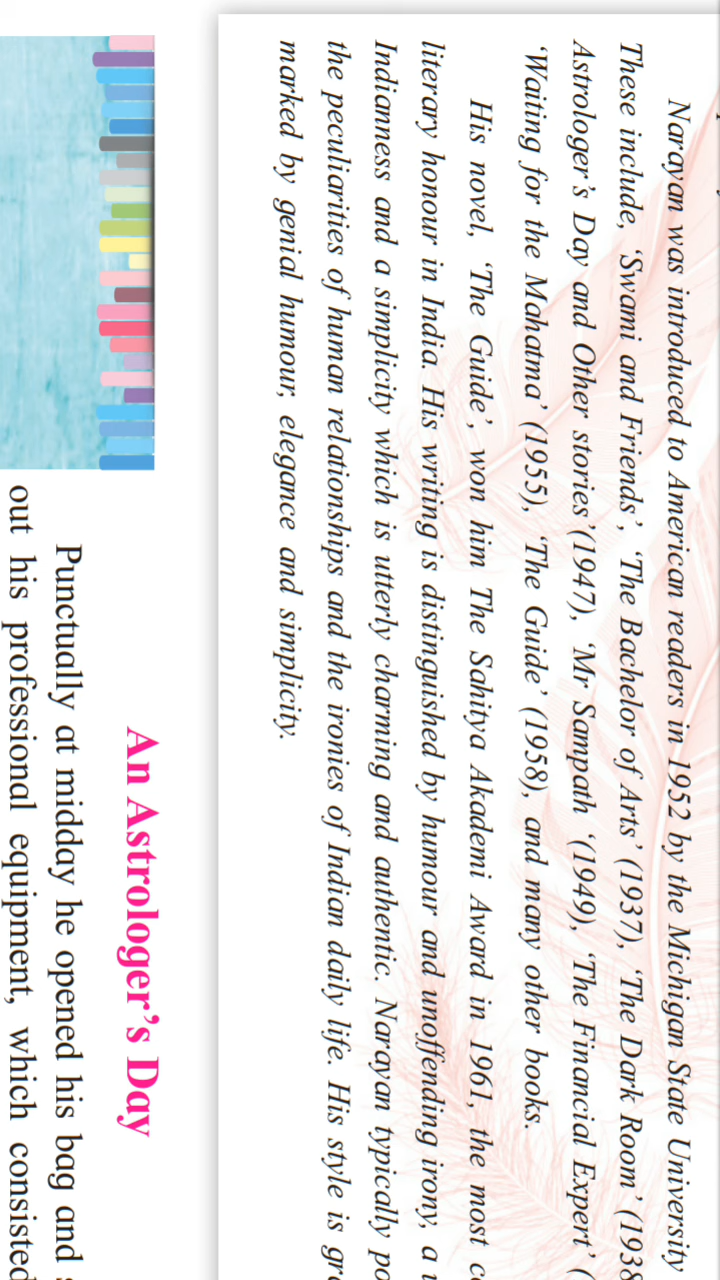 Narayan was introduced to American readers in 1952 by the Michigan State University
These include, ‘Swami and Friends’, ‘The Bachelor of Arts’ (1937), ‘The Dark Room’ (1938
Astrologer’s Day and Other stories’(1947), ‘Mr Sampath ‘(1949), ‘The Financial Expert’ (
‘Waiting for the Mahatma’ (1955), ‘The Guide’ (1958), and many other books.
His novel, ‘The Guide’, won him The Sahitya Akademi Award in 1961, the most
literary honour in India. His writing is distinguished by humour and unoffending irony, a
Indianness and a simplicity which is utterly charming and authentic. Narayan typically
the peculiarities of human relationships and the ironies of Indian daily life. His style is
marked by genial humour, elegance and simplicity.
An Astrologer’s Day
Punctually at midday he opened his bag and
out his professional equipment, which consisted